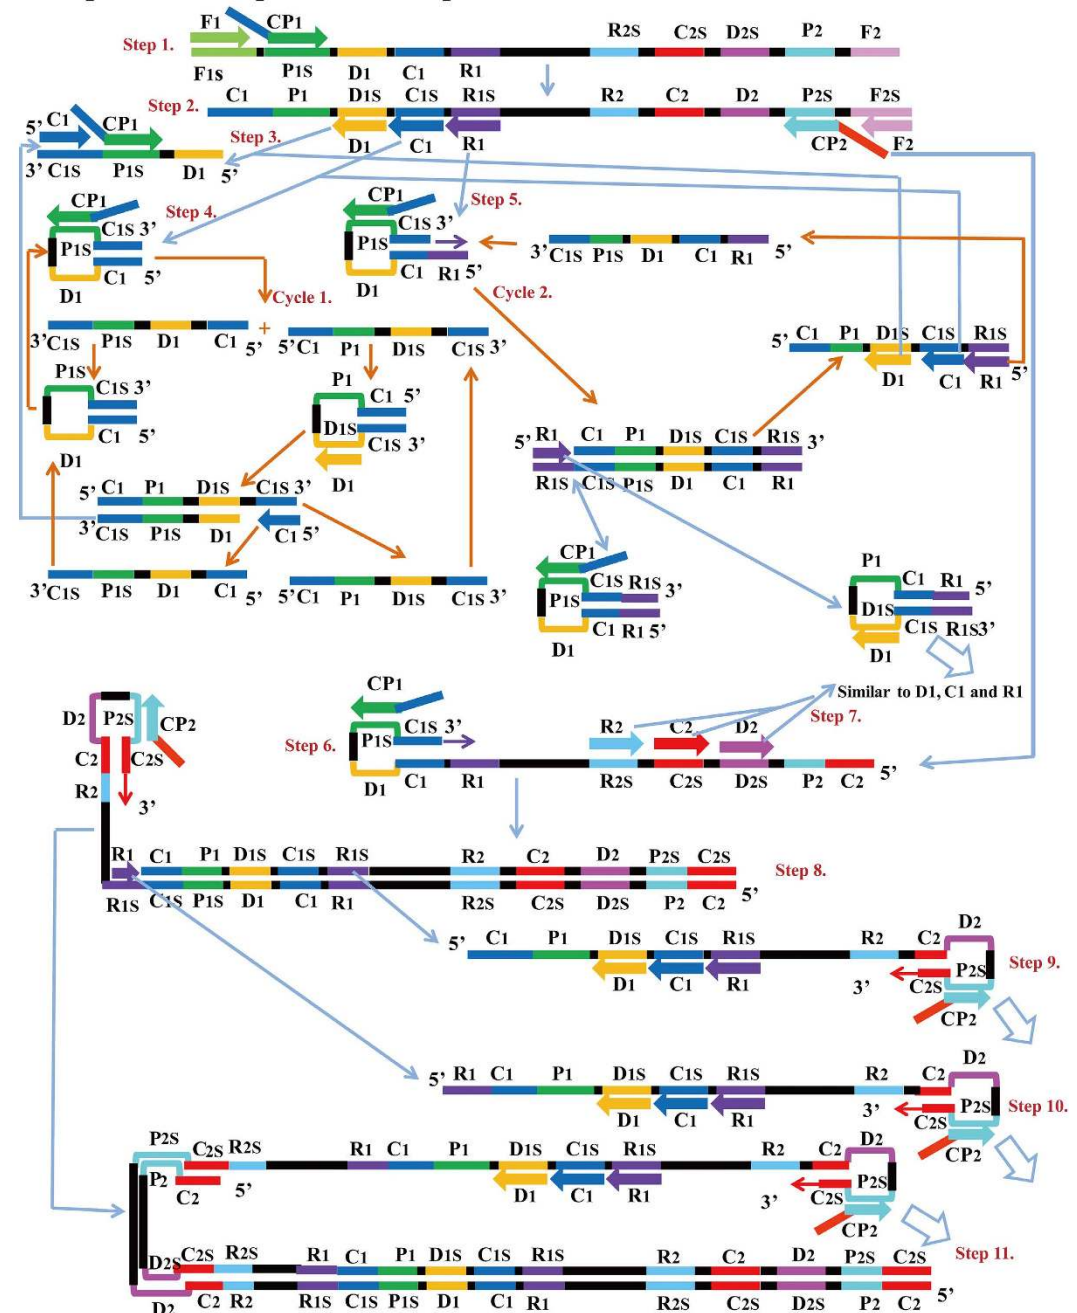 F1 CP1 R2S C2S D2S P2 F2
Step 1.
F1S P1S D1 C1 R1
Step 2. C1 P1 D1S C1S R1S R2 C2 D2 P2S F2S
5' C1 CP1 Step 3. D1 C1 R1 CP2 F2
3' C1S P1S D1 5'
CP1 Step 4. CP1 Step 5.
C1S 3' C1S 3'
P1S P1S 3' 5'
C1 5' C1 R1 5' C1S P1S D1 C1 R1
D1 D1
Cycle 1. Cycle 2.
+
3' C1S P1S D1 C1 5' 5' C1 P1 D1S C1S 3'
5' C1 P1 D1S C1S R1S
D1 C1 R1 5'
P1S C1S 3' P1 C1 5'
C1 5' D1S C1S 3'
D1 D1
5' R1 C1 P1 D1S C1S R1S 3'
R1S C1S P1S D1 C1 R1
5' C1 P1 D1S C1S 3'
3' C1S P1S D1 C1 5'
3' C1S P1S D1 C1 5' 5' C1 P1 D1S C1S 3'
CP1 P1
C1S R1S 3' C1 R1 5'
P1S D1S
C1 R1 5' C1S R1S 3'
D1 D1
Similar to D1, C1 and R1
D2 P2S CP2 CP1
C2 C2S Step 6. P1S C1S 3' R2 C2 D2 Step 7.
R2 3' D1 C1 R1 R2S C2S D2S P2 C2 5'
R1 C1 P1 D1S C1S R1S R2 C2 D2 P2S C2S
Step 8.
R1S C1S P1S D1 C1 R1 R2S C2S D2S P2 C2 5'
D2
5' C1 P1 D1S C1S R1S R2 C2
P2S Step 9.
D1 C1 R1 3' C2S
CP2
D2
5' R1 C1 P1 D1S C1S R1S R2 C2
P2S Step 10.
D1 C1 R1 3' C2S
CP2
P2S C2S R2S R1 C1 P1 D1S C1S R1S R2 C2 D2
P2 C2 5' D1 C1 R1 3' C2S P2S
CP2
Step 11.
D2S C2S R2S R1 C1 P1 D1S C1S R1S R2 C2 D2 P2S C2S
D2 C2 R2 R1S C1S P1S D1 C1 R1 R2S C2S D2S P2 C2 5'